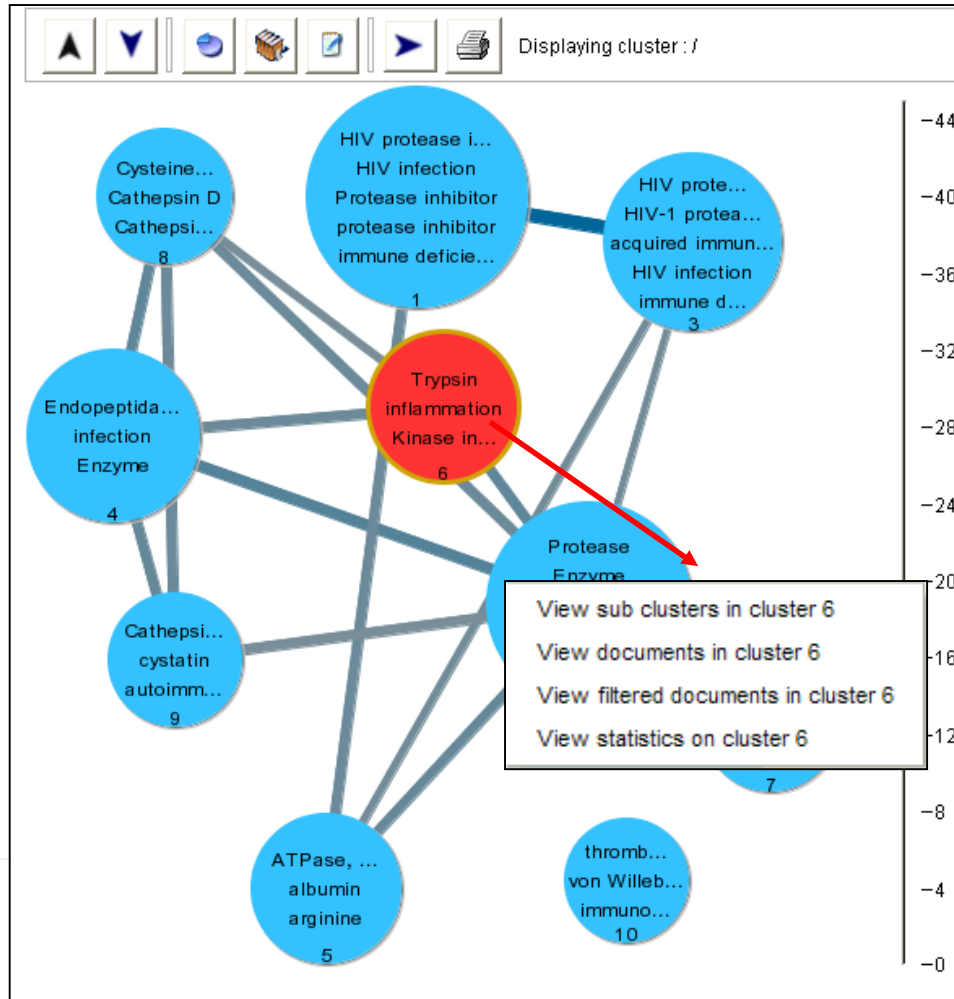 Displaying cluster : /
HIV protease i...
HIV infection
Protease inhibitor
protease inhibitor
immune deficie...
1
Cysteine...
Cathepsin D
Cathepsi...
8
HIV prote...
HIV-1 protea...
acquired immun...
HIV infection
immune d...
3
Trypsin
inflammation
Kinase in...
6
Endopeptida...
infection
Enzyme
4
Protease
Enzyme
View sub clusters in cluster 6
View documents in cluster 6
View filtered documents in cluster 6
View statistics on cluster 6
7
Cathepsi...
cystatin
autoimm...
9
ATPase, ...
albumin
arginine
5
thromb...
von Willeb...
immuno...
10
-44
-40
-36
-32
-28
-24
-20
-16
-12
-8
-4
-0